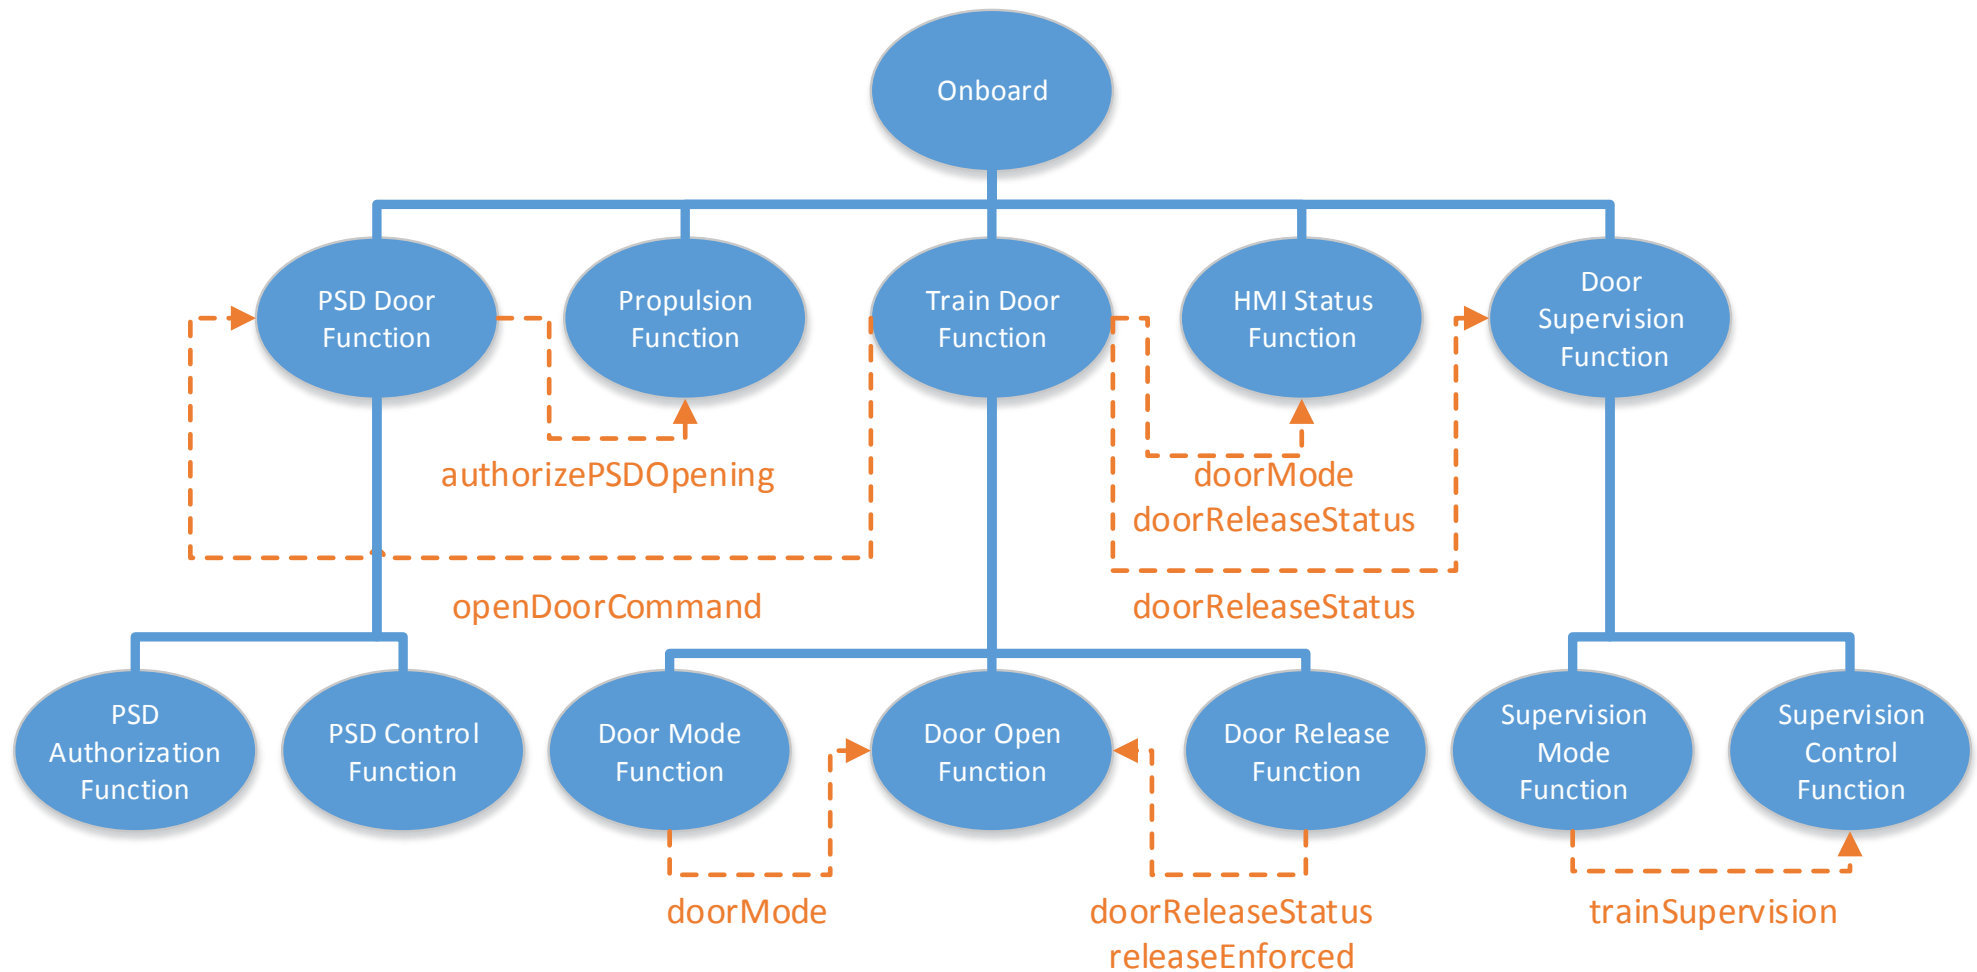 Onboard
PSD Door
Function
Propulsion
Function
Train Door
Function
HMI Status
Function
Door
Supervision
Function
authorizePSDOpening
doorMode
doorReleaseStatus
openDoorCommand
doorReleaseStatus
PSD
Authorization
Function
PSD Control
Function
Door Mode
Function
Door Open
Function
Door Release
Function
Supervision
Mode
Function
Supervision
Control
Function
doorMode
doorReleaseStatus
releaseEnforced
trainSupervision